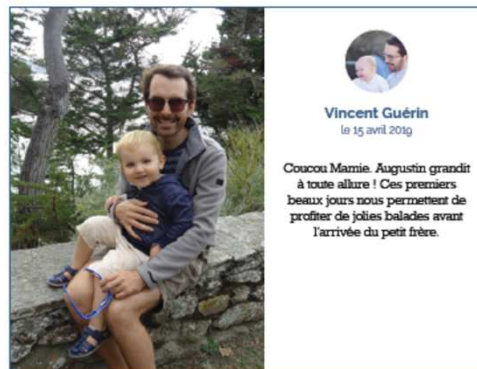 Vincent Guérin
le 15 avril 2019
Coucou Mamie. Augustin grandit
à toute allure ! Ces premiers
beaux jours nous permettent de
profiter de jolies balades avant
l'arrivée du petit frère.